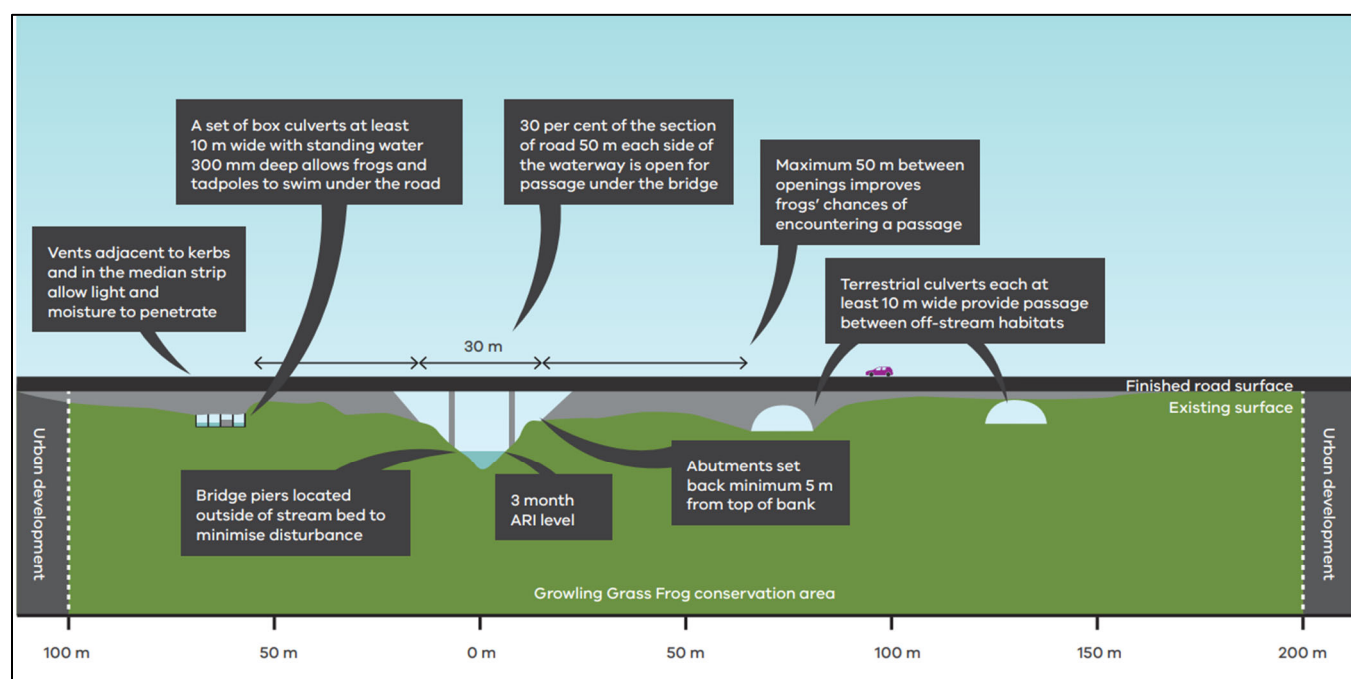 A set of box culverts at least
10 m wide with standing water
300 mm deep allows frogs and
tadpoles to swim under the road
30 per cent of the section
of road 50 m each side of
the waterway is open for
passage under the bridge
Maximum 50 m between
openings improves
frogs' chances of
encountering a passage
Vents adjacent to kerbs
and in the median strip
allow light and
moisture to penetrate
Terrestrial culverts each at
least 10 m wide provide passage
between off-stream habitats
30 m
Finished road surface
Existing surface
Urban development
Bridge piers located
outside of stream bed to
minimise disturbance
3 month
ARI level
Abutments set
back minimum 5 m
from top of bank
Urban development
Growling Grass Frog conservation area
100 m
50 m
0 m
50 m
100 m
150 m
200 m